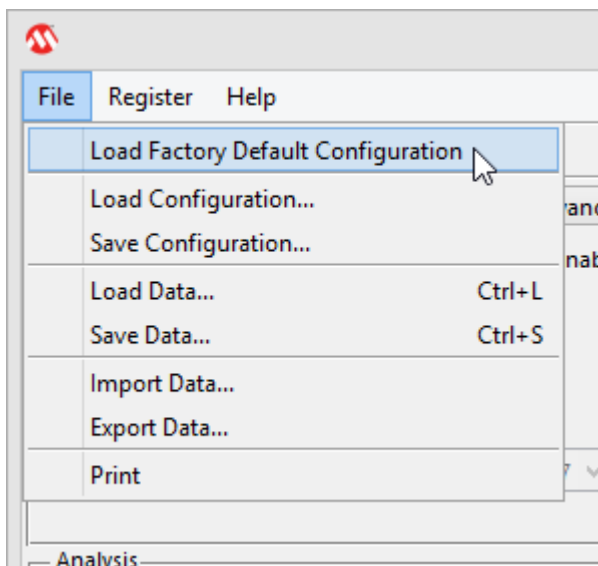 File Register Help
Load Factory Default Configuration
Load Configuration...
Save Configuration...
Load Data... Ctrl+L
Save Data... Ctrl+S
Import Data...
Export Data...
Print
Analysis